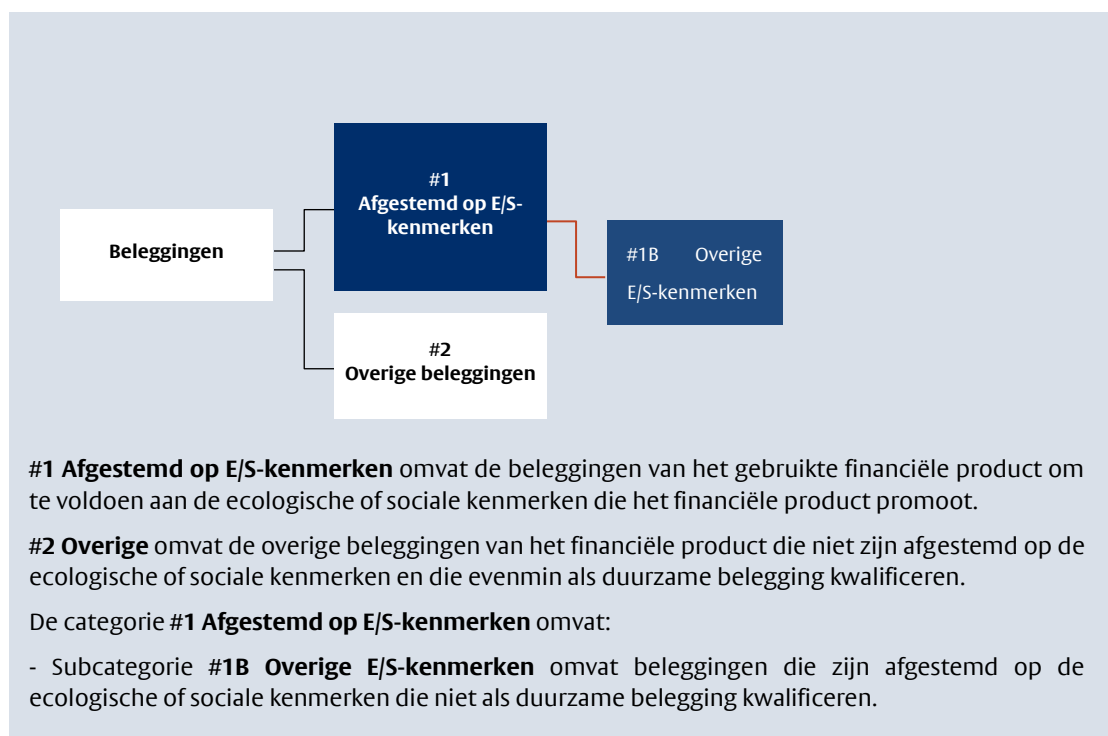 #1
Afgestemd op E/S-
kenmerken
Beleggingen
#1B Overige
E/S-kenmerken
#2
Overige beleggingen
#1 Afgestemd op E/S-kenmerken omvat de beleggingen van het gebruikte financiële product om
te voldoen aan de ecologische of sociale kenmerken die het financiële product promoot.
#2 Overige omvat de overige beleggingen van het financiële product die niet zijn afgestemd op de
ecologische of sociale kenmerken en die evenmin als duurzame belegging kwalificeren.
De categorie #1 Afgestemd op E/S-kenmerken omvat:
- Subcategorie #1B Overige E/S-kenmerken omvat beleggingen die zijn afgestemd op de
ecologische of sociale kenmerken die niet als duurzame belegging kwalificeren.